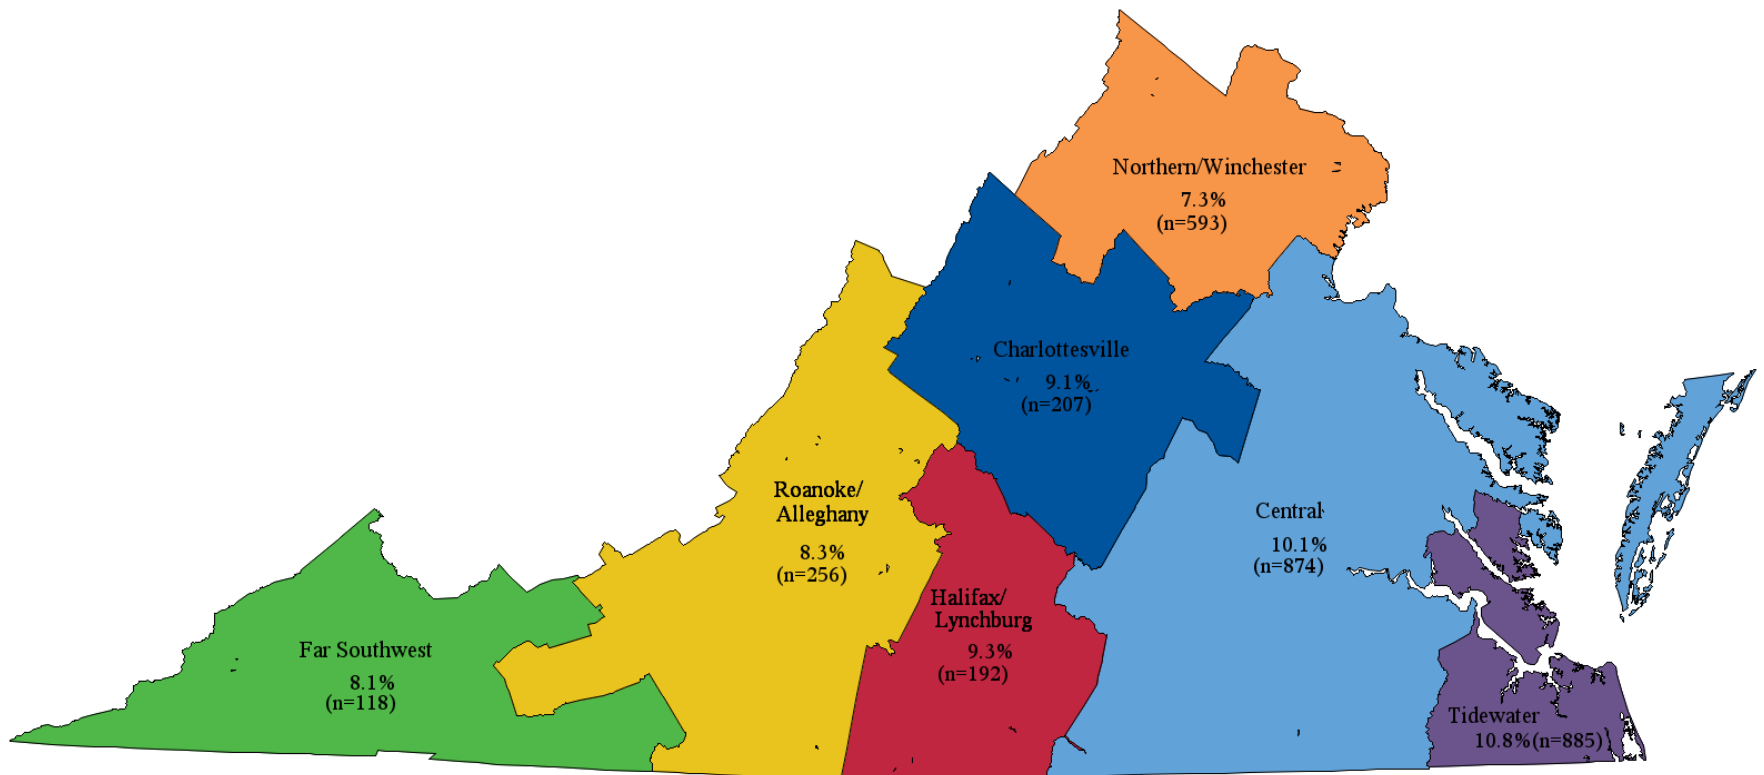 Northern/Winchester
7.3%
(n=593)
Charlottesville
9.1%
(n=207)
Roanoke/
Alleghany
8.3%
(n=256)
Central
10.1%
(n=874)
Halifax/
Lynchburg
9.3%
(n=192)
Far Southwest
8.1%
(n=118)
Tidewater
10.8%(n=885)